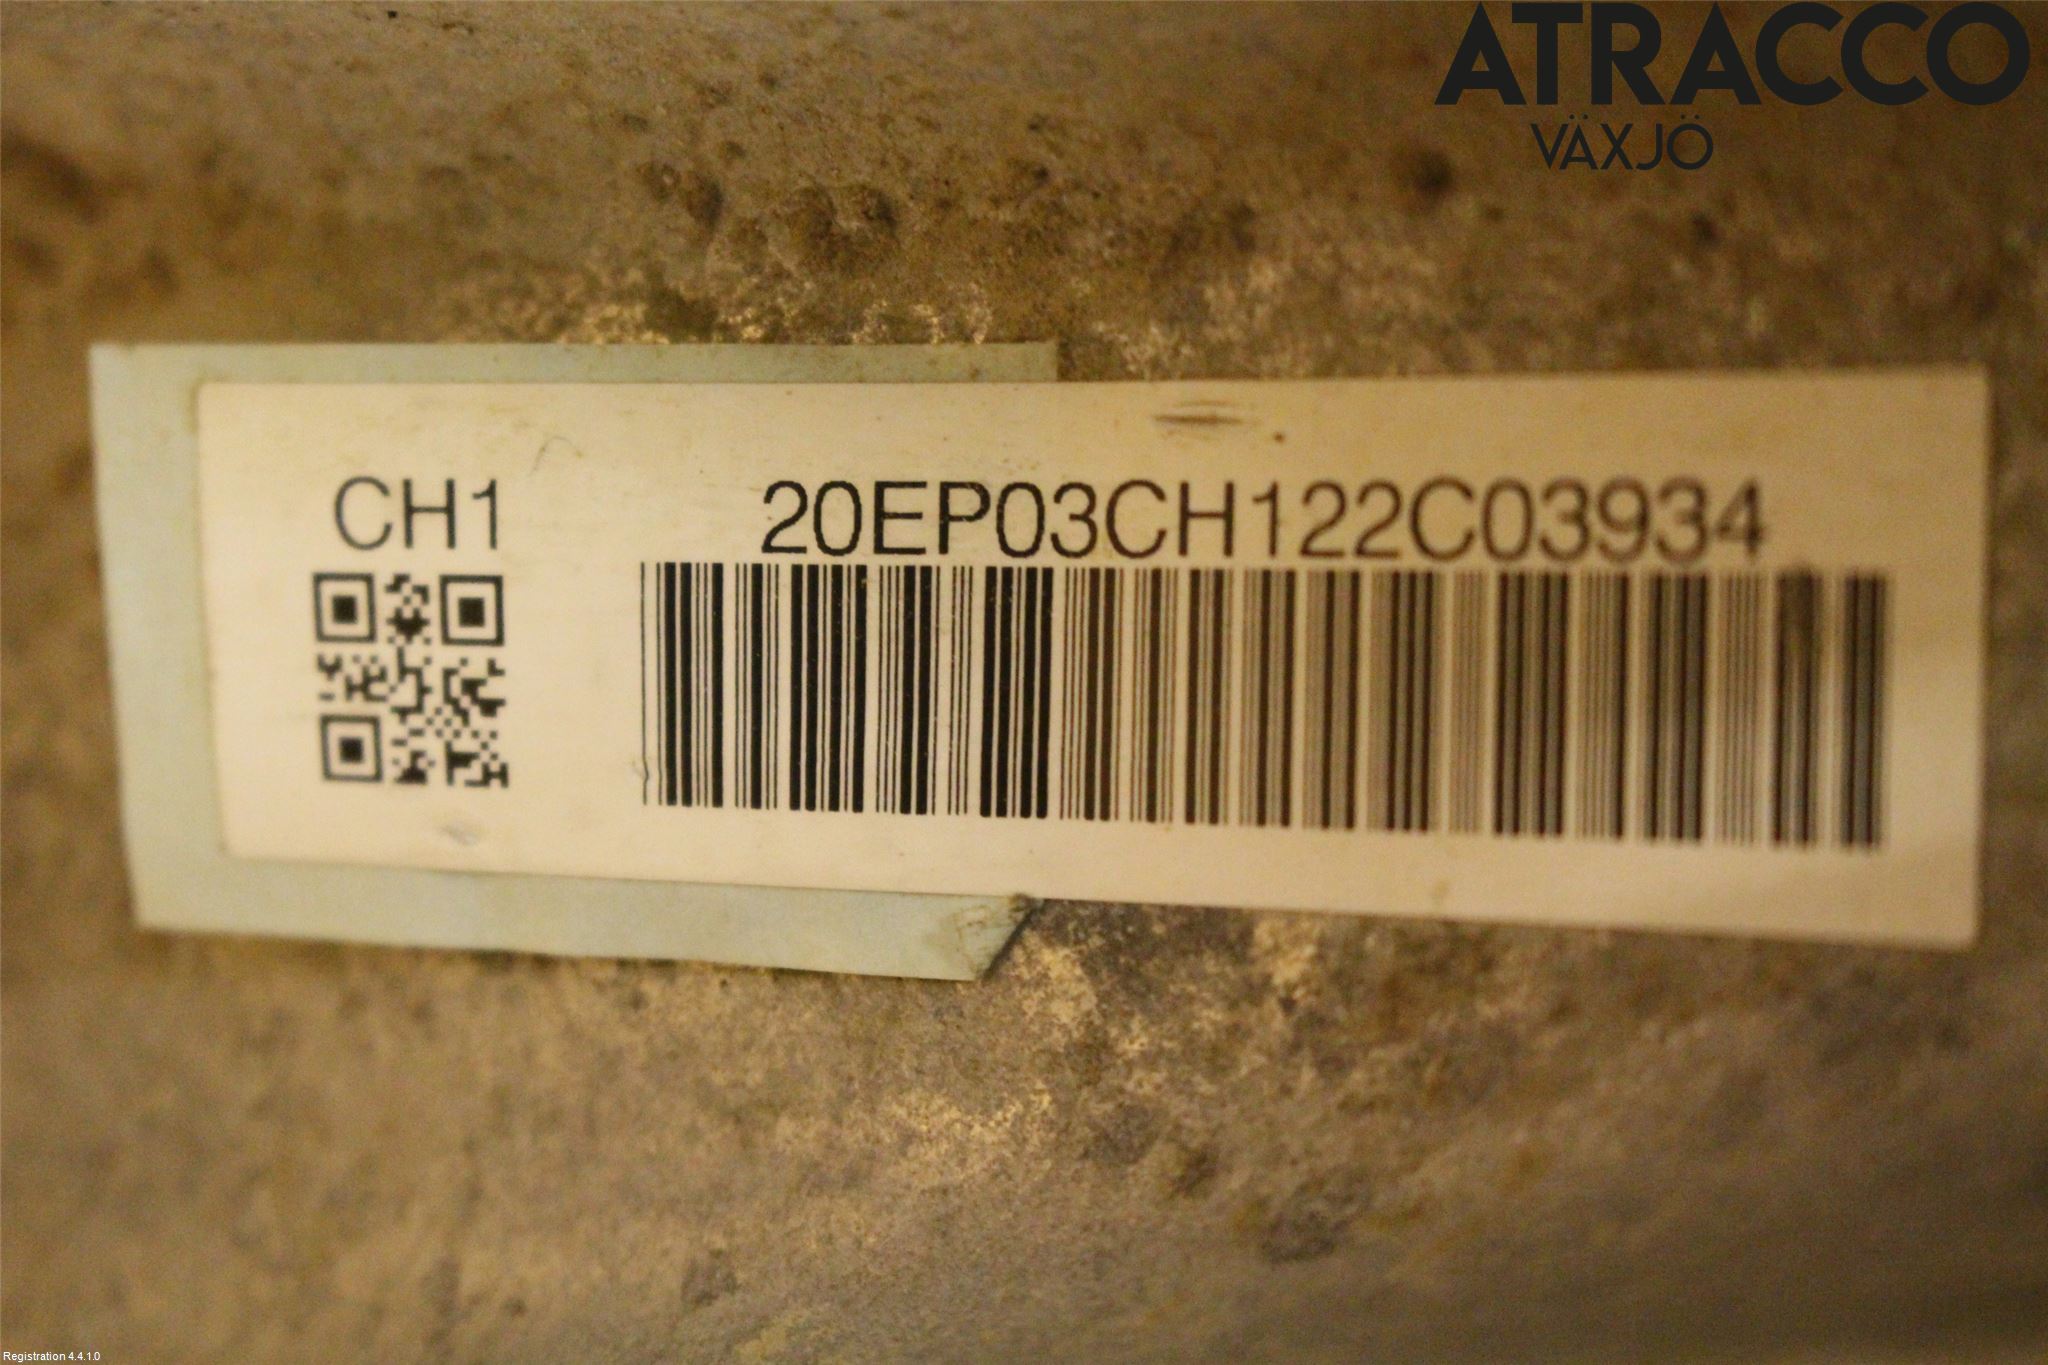 ATRACCO
VÄXJÖ
CH1
20EP03CH122C03934
Registration 4.4.1.0